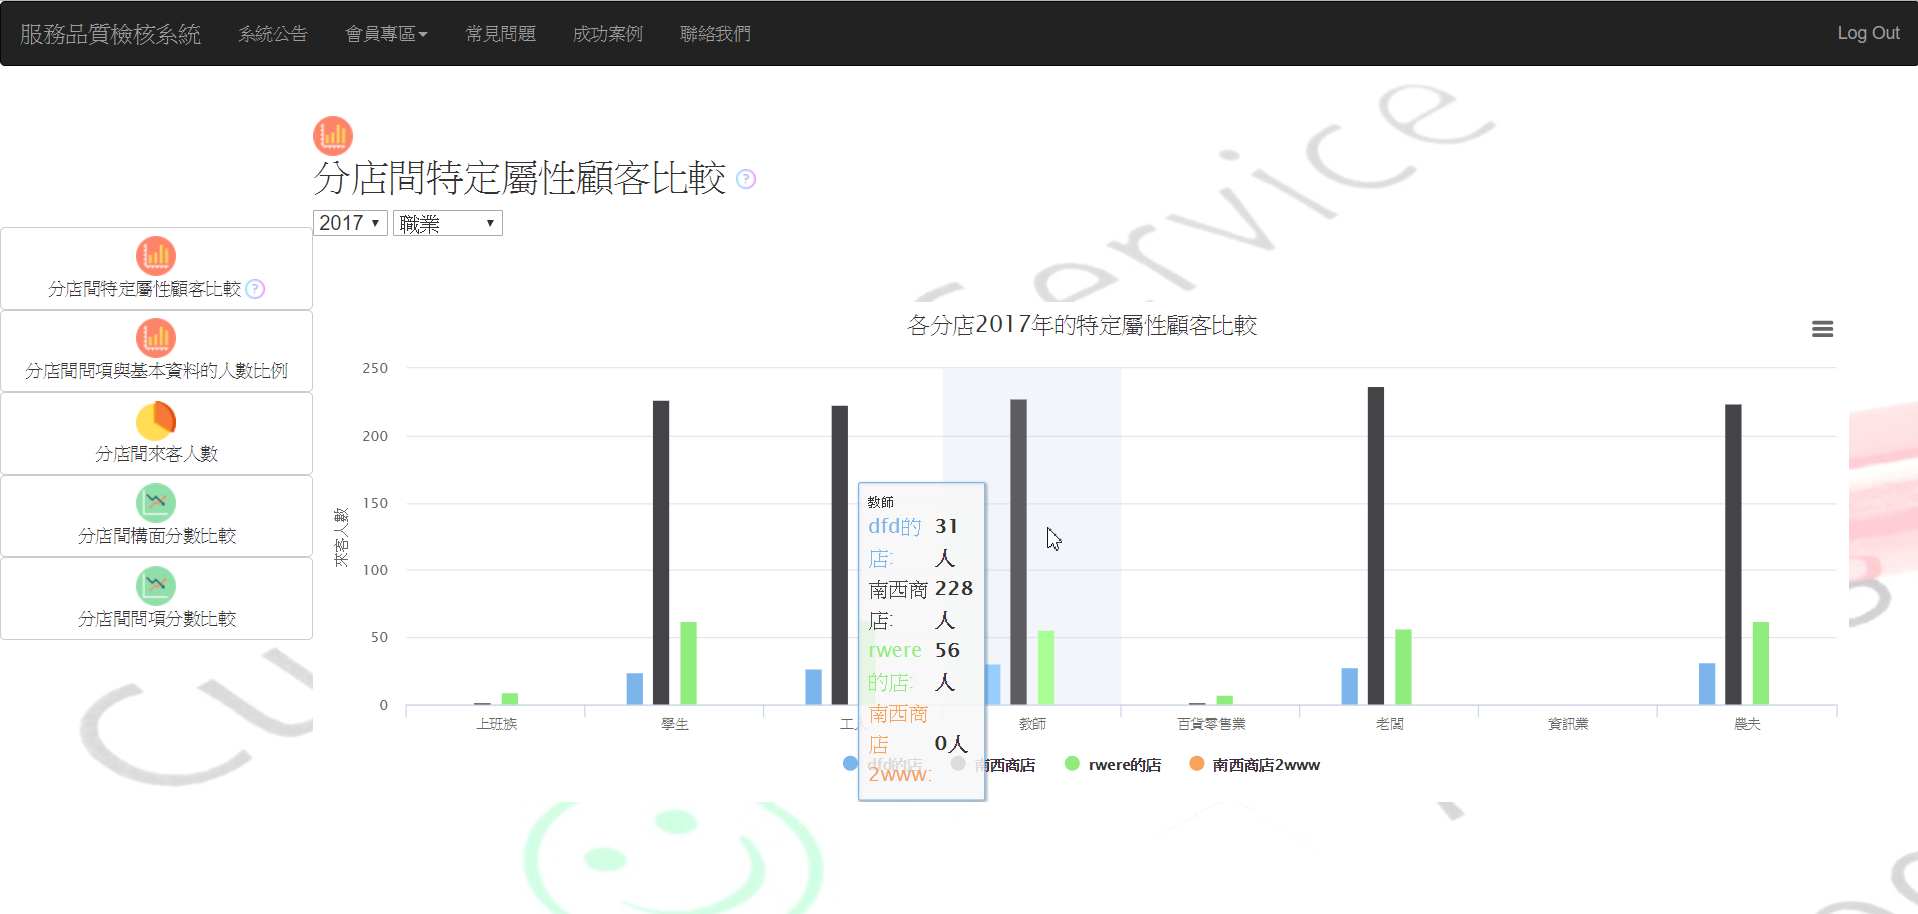 服務品質檢核系統 系統公告 會員專區 常見問題 成功案例 聯絡我們 Log Out
Service
分店間特定屬性顧客比較 ?
2017 職業
分店間特定屬性顧客比較 ?
分店間問項與基本資料的人數比例
分店間來客人數
分店間構面分數比較
分店間問項分數比較
各分店2017年的特定屬性顧客比較
250
200
150
100
50
0
來客人數
上班族 學生 工 教師 百貨零售業 老闆 資訊業 農夫
教師
dfd的店: 31人
南西商店: 228人
rwere的店: 56人
南西商店2www: 0人
dfd的店 南西商店 rwere的店 南西商店2www
Cu